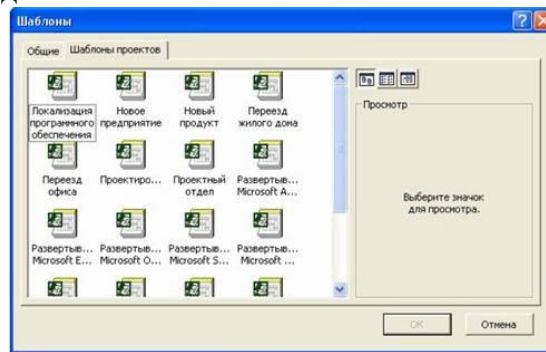 Шаблоны
Общие
Шаблоны проектов
Локализация
программного
обеспечения
Новое
предприятие
Новый
продукт
Переезд
жилого дома
Переезд
офиса
Проектиро...
Проектный
отдел
Развертыв...
Microsoft A...
Развертыв...
Microsoft E...
Развертыв...
Microsoft O...
Развертыв...
Microsoft S...
Развертыв...
Microsoft ...
Просмотр
Выберите значок
для просмотра.
ОК
Отмена